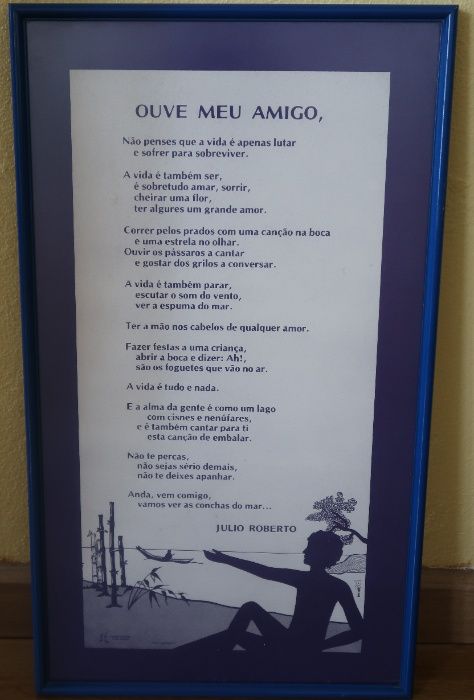 OUVE MEU AMIGO,
Não penses que a vida é apenas lutar
e sofrer para sobreviver.
A vida é também ser,
é sobretudo amar, sorrir,
cheirar uma flor,
ter algures um grande amor.
Correr pelos prados com uma canção na boca
e uma estrela no olhar.
Ouvir os pássaros a cantar
e gostar dos grilos a conversar.
A vida é também parar,
escutar o som do vento,
ver a espuma do mar.
Ter a mão nos cabelos de qualquer amor.
Fazer festas a uma criança,
abrir a boca e dizer: Ah!,
são os foguetes que vão no ar.
A vida é tudo e nada.
E a alma da gente é como um lago
com cisnes e nenúfares,
e é também cantar para ti
esta canção de embalar.
Não te percas,
não sejas sério demais,
não te deixes apanhar.
Anda, vem comigo,
vamos ver as conchas do mar...
JULIO ROBERTO